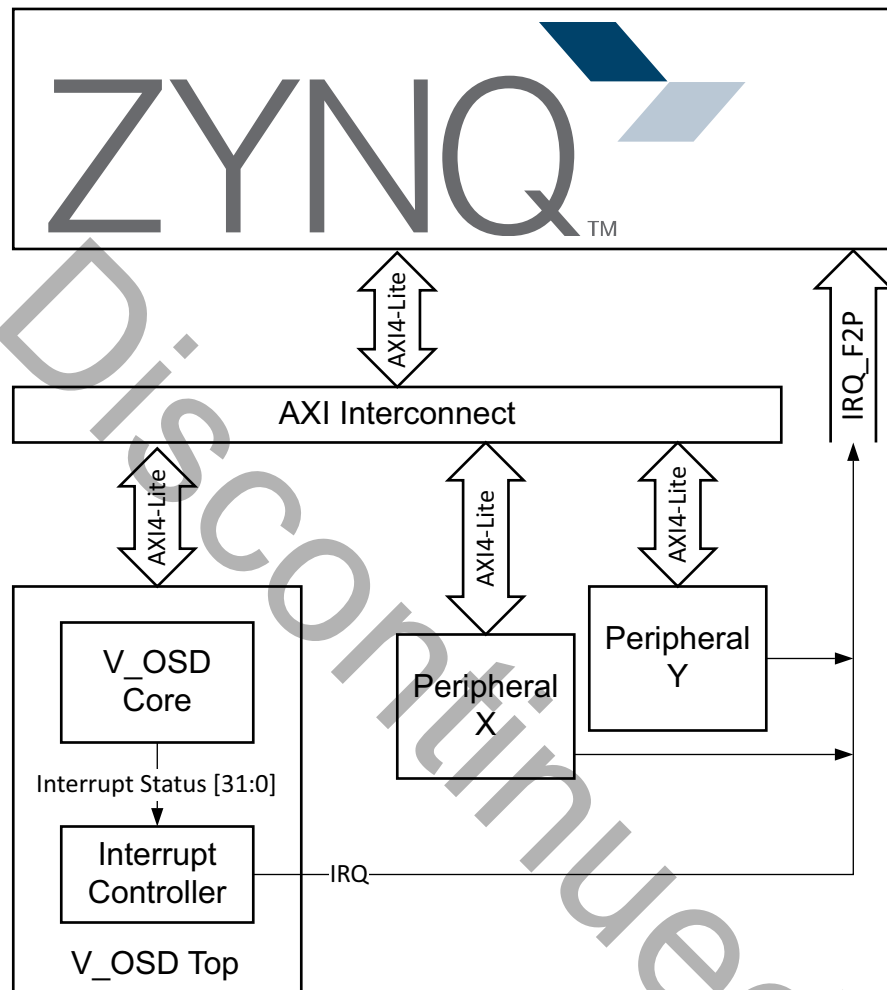 ZYNQ
TM
AXI4-Lite
IRQ_F2P
AXI Interconnect
AXI4-Lite
AXI4-Lite
AXI4-Lite
V_OSD
Core
Peripheral
X
Peripheral
Y
Interrupt Status [31:0]
Interrupt
Controller
IRQ
V_OSD Top
Discontinued